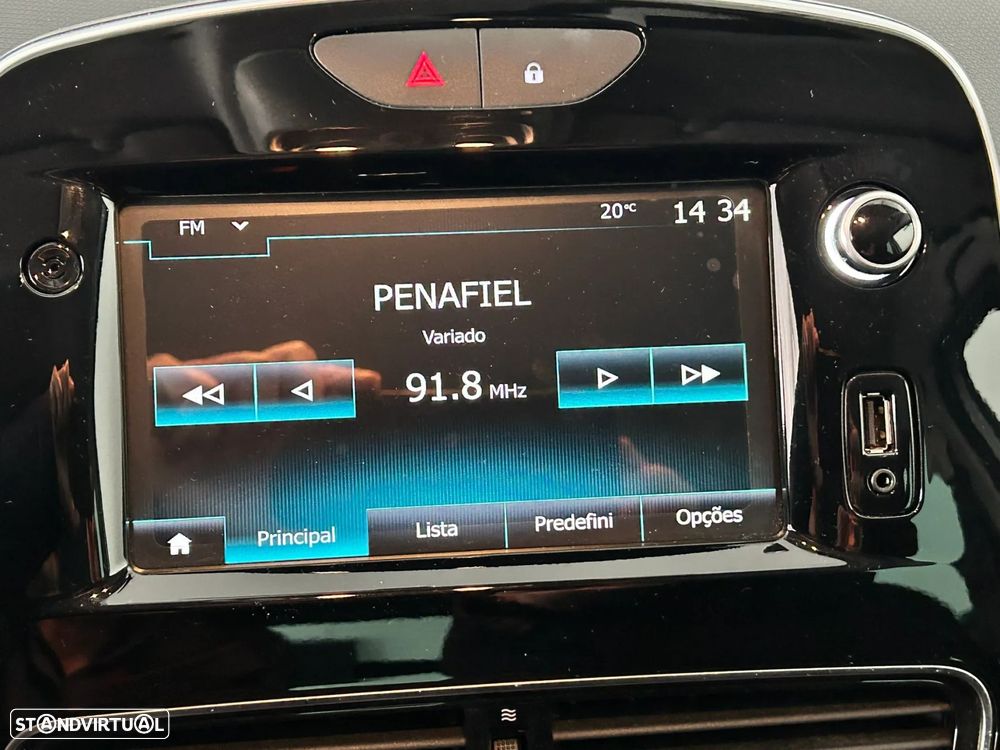 FM
20°C 14 34
PENAFIEL
Variado
91.8 MHz
Principal Lista Predefini Opções
STANDVIRTUAL